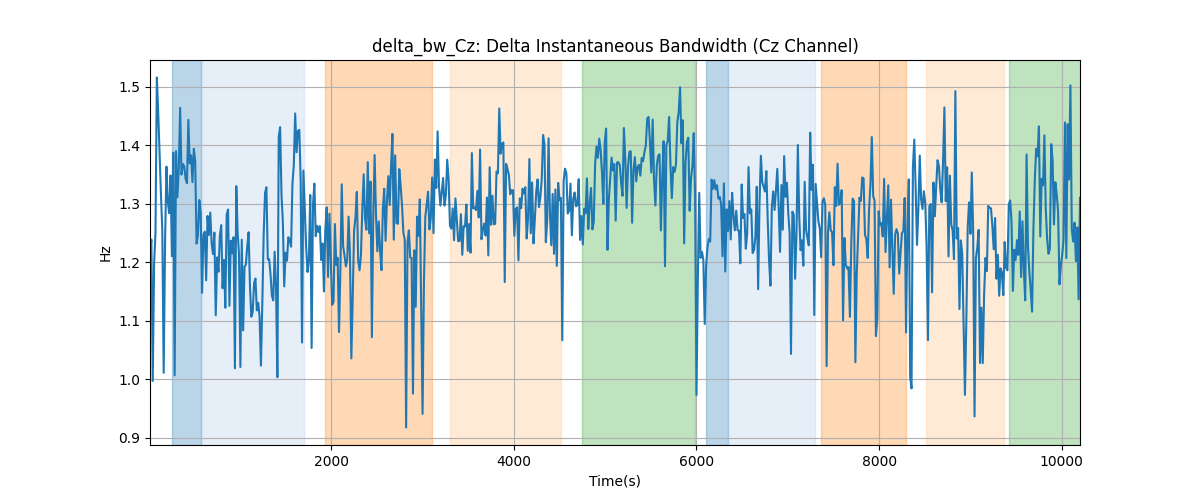 delta_bw_Cz: Delta Instantaneous Bandwidth (Cz Channel)
1.5
1.4
1.3
1.2
1.1
1.0
0.9
Hz
2000 4000 6000 8000 10000
Time(s)